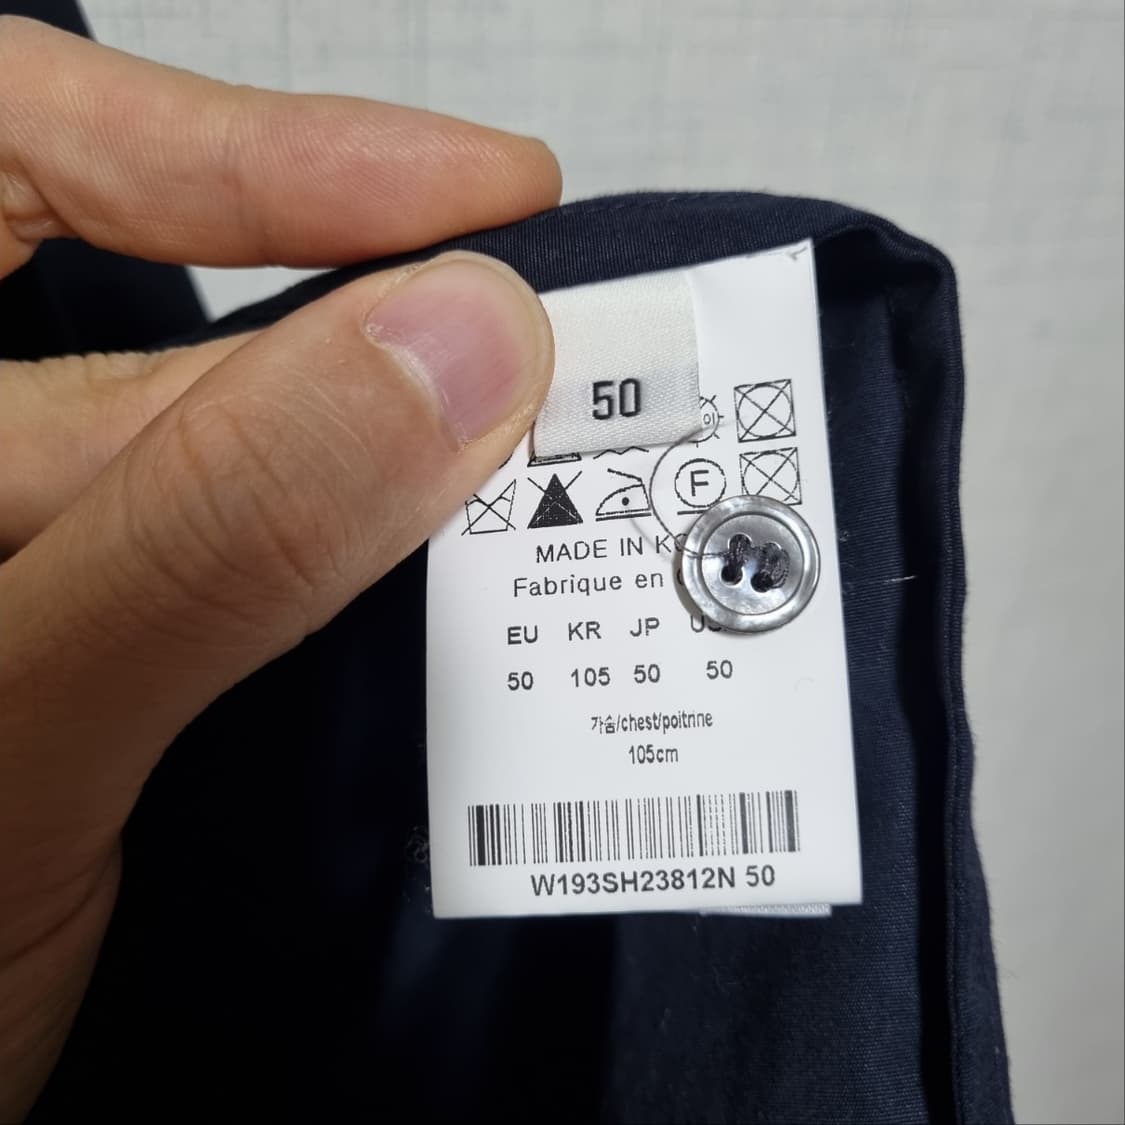 50
F
MADE IN
Fabrique en
EU KR JP
50 105 50 50
가슴/chest/poitrine
105cm
W193SH23812N 50